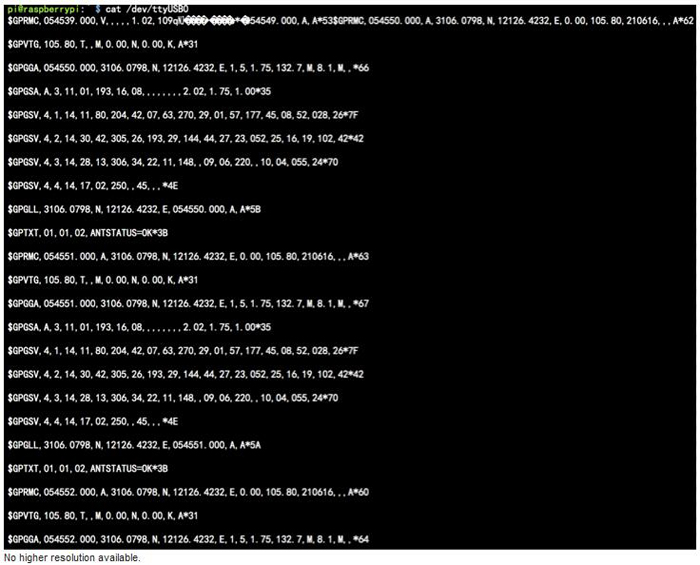 pi@raspberrypi: $ cat /dev/ttyUSB0
$GPRMC,054539.000,V,,,,,1.02,109 54549.000,A,A*53$GPRMC,054550.000,A,3106.0798,N,12126.4232,E,0.00,105.80,210616,,,A*62
$GPVTG,105.80,T,,M,0.00,N,0.00,K,A*31
$GPGGA,054550.000,3106.0798,N,12126.4232,E,1,5,1.75,132.7,M,8.1,M,,*66
$GPGSA,A,3,11,01,193,16,08,,,,,,,,2.02,1.75,1.00*35
$GPGSV,4,1,14,11,80,204,42,07,63,270,29,01,57,177,45,08,52,028,26*7F
$GPGSV,4,2,14,30,42,305,26,193,29,144,44,27,23,052,25,16,19,102,42*42
$GPGSV,4,3,14,28,13,306,34,22,11,148,,09,06,220,,10,04,055,24*70
$GPGSV,4,4,14,17,02,250,,45,,,*4E
$GPGLL,3106.0798,N,12126.4232,E,054550.000,A,A*5B
$GPTXT,01,01,02,ANTSTATUS=OK*3B
$GPRMC,054551.000,A,3106.0798,N,12126.4232,E,0.00,105.80,210616,,,A*63
$GPVTG,105.80,T,,M,0.00,N,0.00,K,A*31
$GPGGA,054551.000,3106.0798,N,12126.4232,E,1,5,1.75,132.7,M,8.1,M,,*67
$GPGSA,A,3,11,01,193,16,08,,,,,,,,2.02,1.75,1.00*35
$GPGSV,4,1,14,11,80,204,42,07,63,270,29,01,57,177,45,08,52,028,26*7F
$GPGSV,4,2,14,30,42,305,26,193,29,144,44,27,23,052,25,16,19,102,42*42
$GPGSV,4,3,14,28,13,306,34,22,11,148,,09,06,220,,10,04,055,24*70
$GPGSV,4,4,14,17,02,250,,45,,,*4E
$GPGLL,3106.0798,N,12126.4232,E,054551.000,A,A*5A
$GPTXT,01,01,02,ANTSTATUS=OK*3B
$GPRMC,054552.000,A,3106.0798,N,12126.4232,E,0.00,105.80,210616,,,A*60
$GPVTG,105.80,T,,M,0.00,N,0.00,K,A*31
$GPGGA,054552.000,3106.0798,N,12126.4232,E,1,5,1.75,132.7,M,8.1,M,,*64
No higher resolution available.